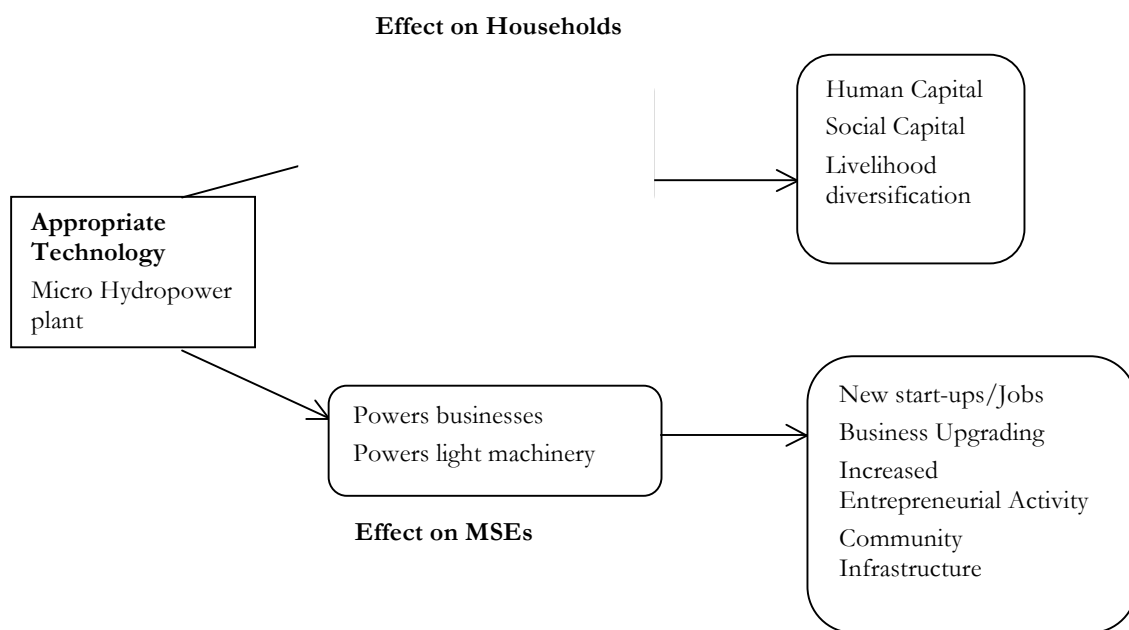 Effect on Households
Human Capital
Social Capital
Livelihood
diversification
Appropriate
Technology
Micro Hydropower
plant
Powers businesses
Powers light machinery
Effect on MSEs
New start-ups/Jobs
Business Upgrading
Increased
Entrepreneurial Activity
Community
Infrastructure